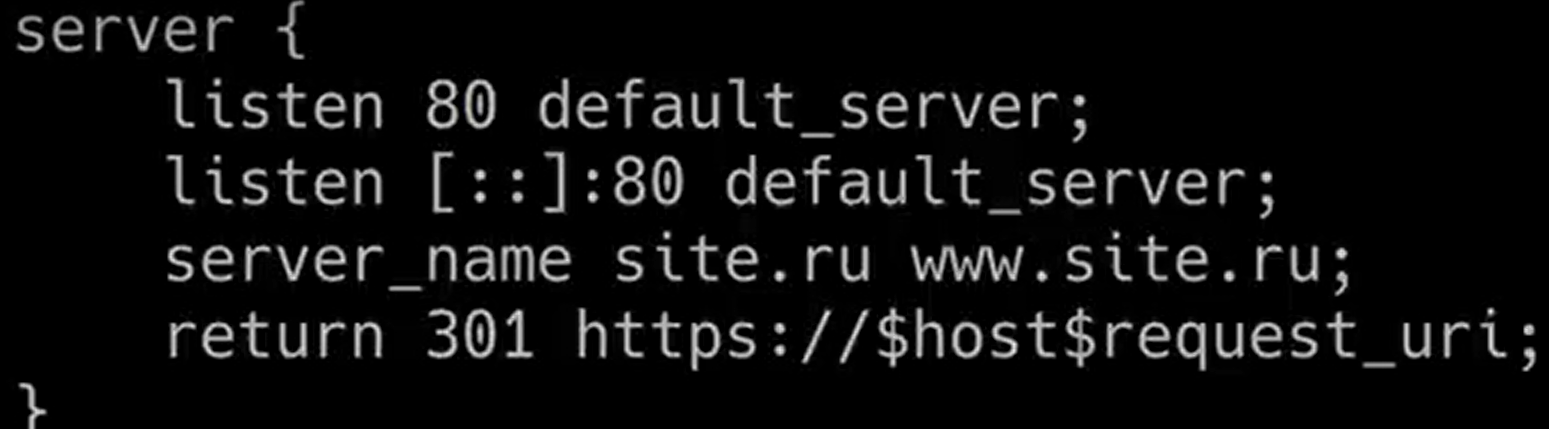 server {
    listen 80 default_server;
    listen [::]:80 default_server;
    server_name site.ru www.site.ru;
    return 301 https://$host$request_uri;
}